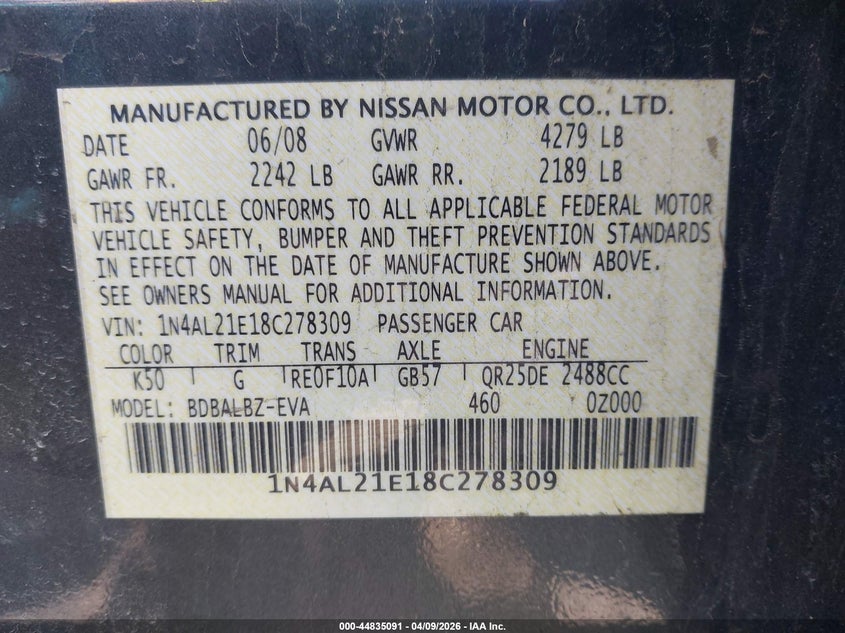 MANUFACTURED BY NISSAN MOTOR CO., LTD.
DATE 06/08 GVWR 4279 LB
GAWR FR. 2242 LB GAWR RR. 2189 LB
THIS VEHICLE CONFORMS TO ALL APPLICABLE FEDERAL MOTOR
VEHICLE SAFETY, BUMPER AND THEFT PREVENTION STANDARDS
IN EFFECT ON THE DATE OF MANUFACTURE SHOWN ABOVE.
SEE OWNERS MANUAL FOR ADDITIONAL INFORMATION.
VIN: 1N4AL21E18C278309 PASSENGER CAR
COLOR TRIM TRANS AXLE ENGINE
K50 G RE0F10A GB57 QR25DE 2488CC
MODEL: BDBALBZ-EVA 460 0Z000
1N4AL21E18C278309
000-44835091 | 04/09/2026 - IAA Inc.